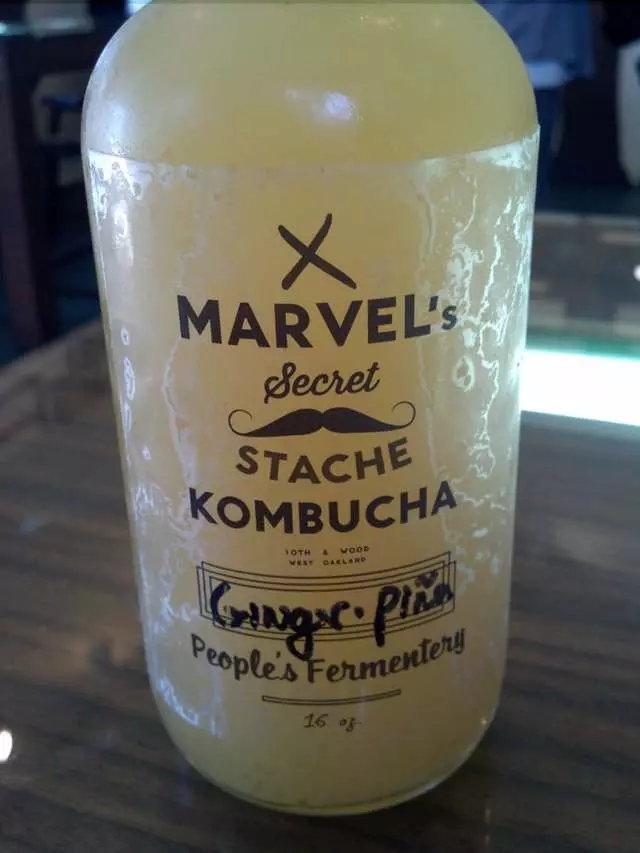 MARVEL's
Secret
STACHE
KOMBUCHA
10TH & WOOD
WEST OAKLAND
Ginger. Piña
People's Fermentery
16 oz.